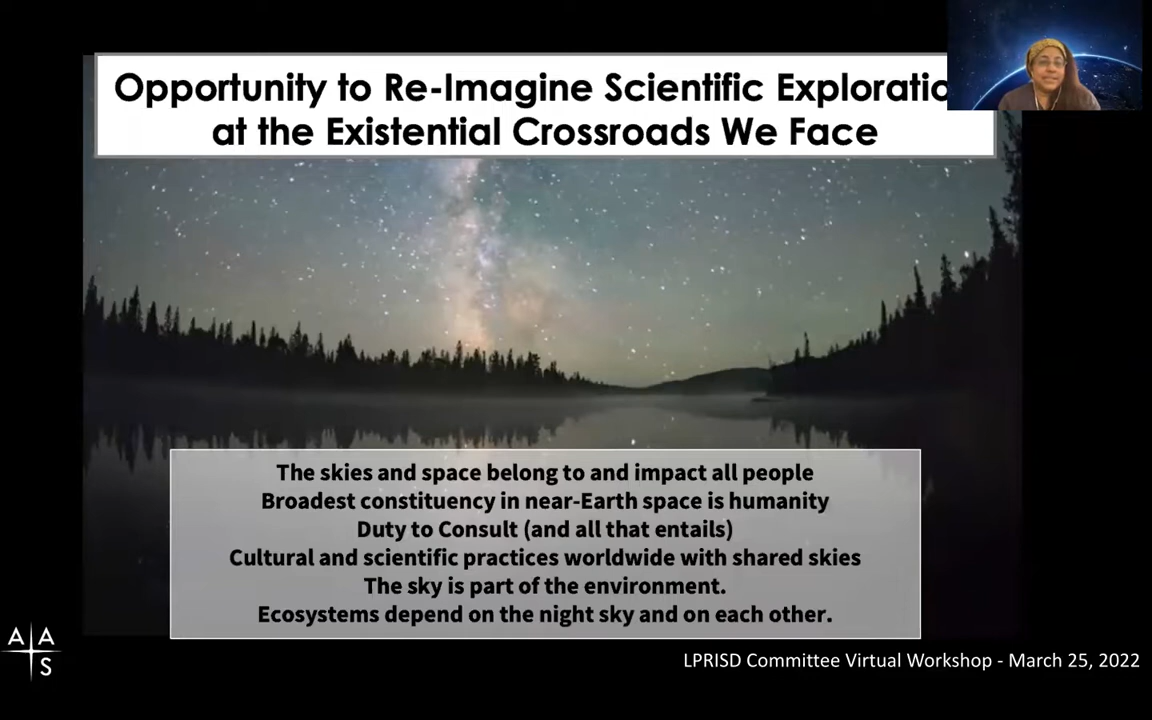 Opportunity to Re-Imagine Scientific Exploratio
at the Existential Crossroads We Face
The skies and space belong to and impact all people
Broadest constituency in near-Earth space is humanity
Duty to Consult (and all that entails)
Cultural and scientific practices worldwide with shared skies
The sky is part of the environment.
Ecosystems depend on the night sky and on each other.
A A
S
LPRISD Committee Virtual Workshop - March 25, 2022